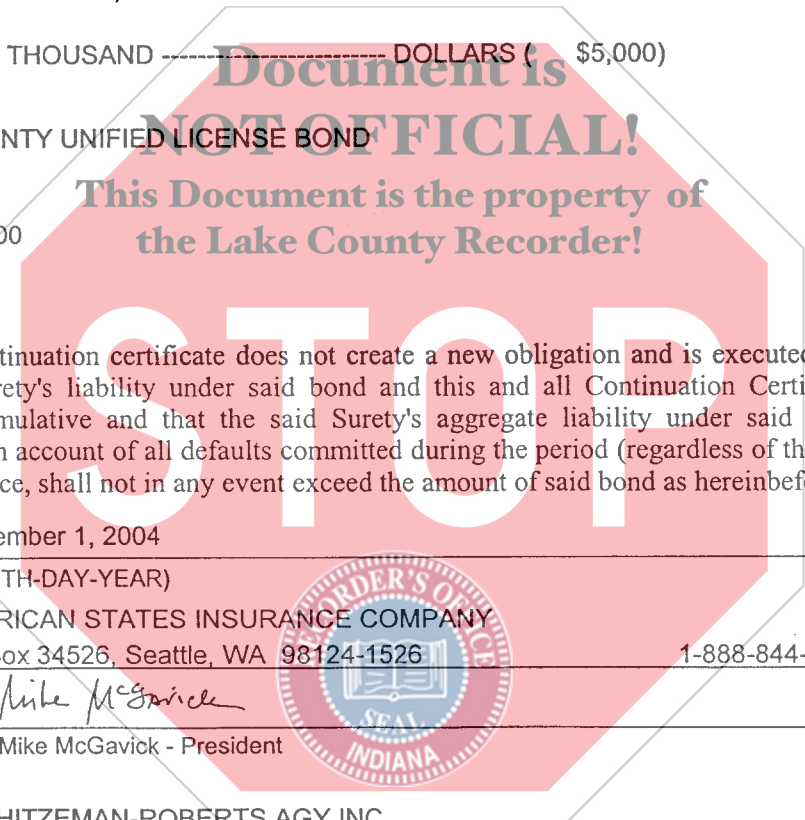 THOUSAND ------------------------- DOLLARS ( $5,000)
Document is
NTY UNIFIED LICENSE BOND
NOT OFFICIAL!
This Document is the property of
00
the Lake County Recorder!
STOP
tinuation certificate does not create a new obligation and is executed
ety's liability under said bond and this and all Continuation Certi
mulative and that the said Surety's aggregate liability under said
n account of all defaults committed during the period (regardless of th
ce, shall not in any event exceed the amount of said bond as hereinbef
ember 1, 2004
TH-DAY-YEAR)
RICAN STATES INSURANCE COMPANY
ox 34526, Seattle, WA 98124-1526 1-888-844-
Mike McGavick
Mike McGavick - President
RECORDER'S OFFICE
SEAL
INDIANA
HITZEMAN-ROBERTS AGY INC